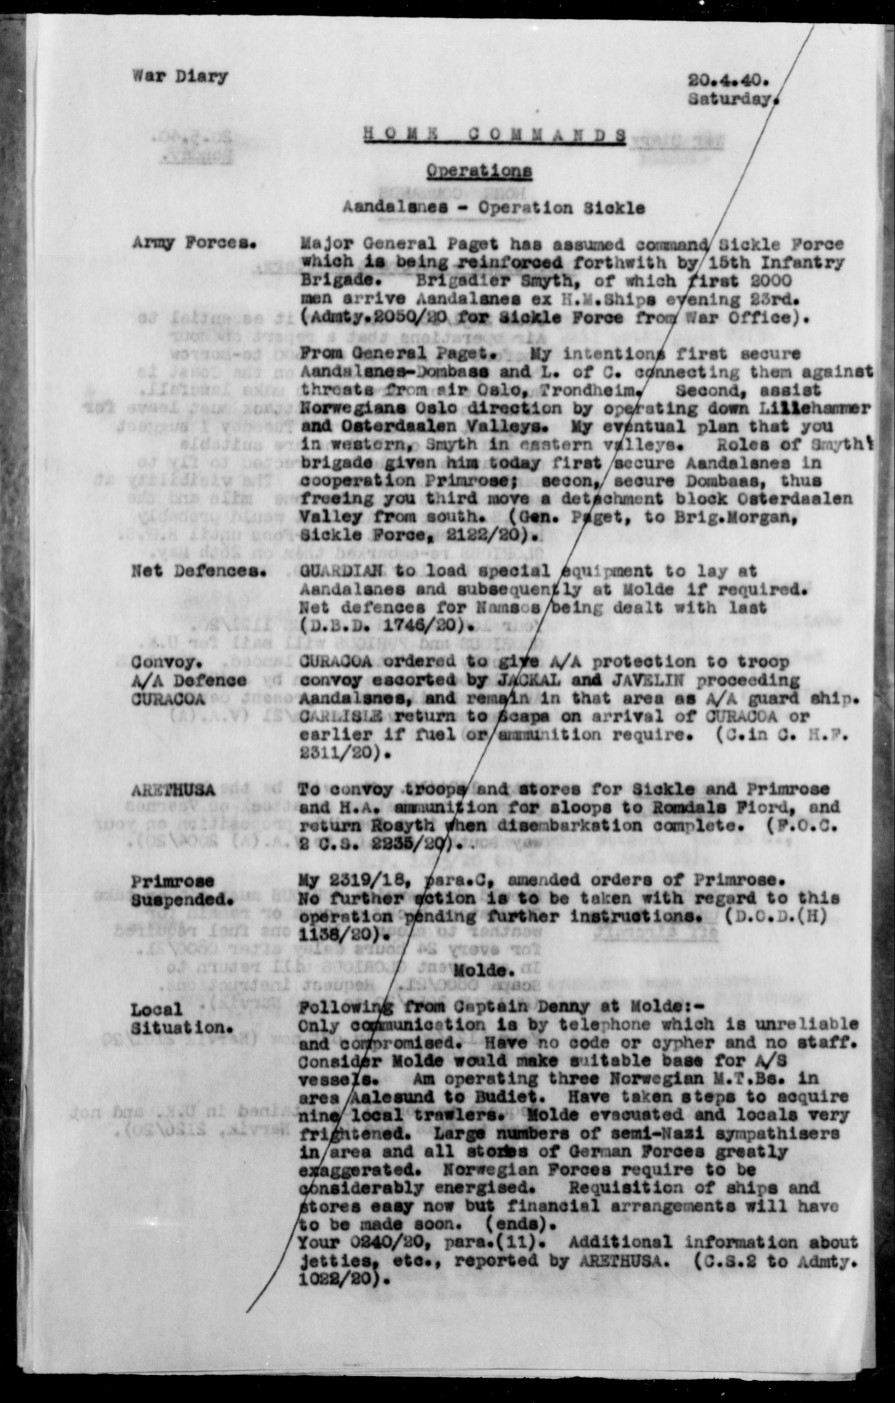 War Diary
20.4.40.
Saturday.
HOME COMMANDS
Operations
Aandalsnes - Operation Sickle
Army Forces.
Major General Paget has assumed command Sickle Force
which is being reinforced forthwith by 15th Infantry
Brigade. Brigadier Smyth, of which first 2000
men arrive Aandalsnes ex H.M.Ships evening 23rd.
(Admty.2050/20 for Sickle Force from War Office).
From General Paget. My intentions first secure
Aandalsnes-Dombass and L. of C. connecting them against
threats from air Oslo, Trondheim. Second, assist
Norwegians Oslo direction by operating down Lillehammer
and Osterdaalen Valleys. My eventual plan that you
in western, Smyth in eastern valleys. Roles of Smyth's
brigade given him today first secure Aandalsnes in
cooperation Primrose; secon, secure Dombaas, thus
freeing you third move a detachment block Osterdaalen
Valley from south. (Gen. Paget, to Brig.Morgan,
Sickle Force, 2122/20).
Net Defences.
GUARDIAN to load special equipment to lay at
Aandalsnes and subsequently at Molde if required.
Net defences for Namsos being dealt with last
(D.B.D. 1746/20).
Convoy.
A/A Defence
CURACOA
CURACOA ordered to give A/A protection to troop
convoy escorted by JACKAL and JAVELIN proceeding
Aandalsnes, and remain in that area as A/A guard ship.
CARLISLE return to Scapa on arrival of CURACOA or
earlier if fuel or ammunition require. (C.in C. H.F.
2311/20).
ARETHUSA
To convoy troops and stores for Sickle and Primrose
and H.A. ammunition for sloops to Romdals Fiord, and
return Rosyth when disembarkation complete. (F.O.C.
2 C.S. 2235/20).
Primrose
Suspended.
My 2319/18, para.C, amended orders of Primrose.
No further action is to be taken with regard to this
operation pending further instructions. (D.O.D.(H)
1138/20).
Molde.
Local
Situation.
Following from Captain Denny at Molde:-
Only communication is by telephone which is unreliable
and compromised. Have no code or cypher and no staff.
Consider Molde would make suitable base for A/S
vessels. Am operating three Norwegian M.T.Bs. in
area Aalesund to Budiet. Have taken steps to acquire
nine local trawlers. Molde evacuated and locals very
frightened. Large numbers of semi-Nazi sympathisers
in area and all stories of German Forces greatly
exaggerated. Norwegian Forces require to be
considerably energised. Requisition of ships and
stores easy now but financial arrangements will have
to be made soon. (ends).
Your 0240/20, para.(11). Additional information about
jetties, etc., reported by ARETHUSA. (C.S.2 to Admty.
1022/20).